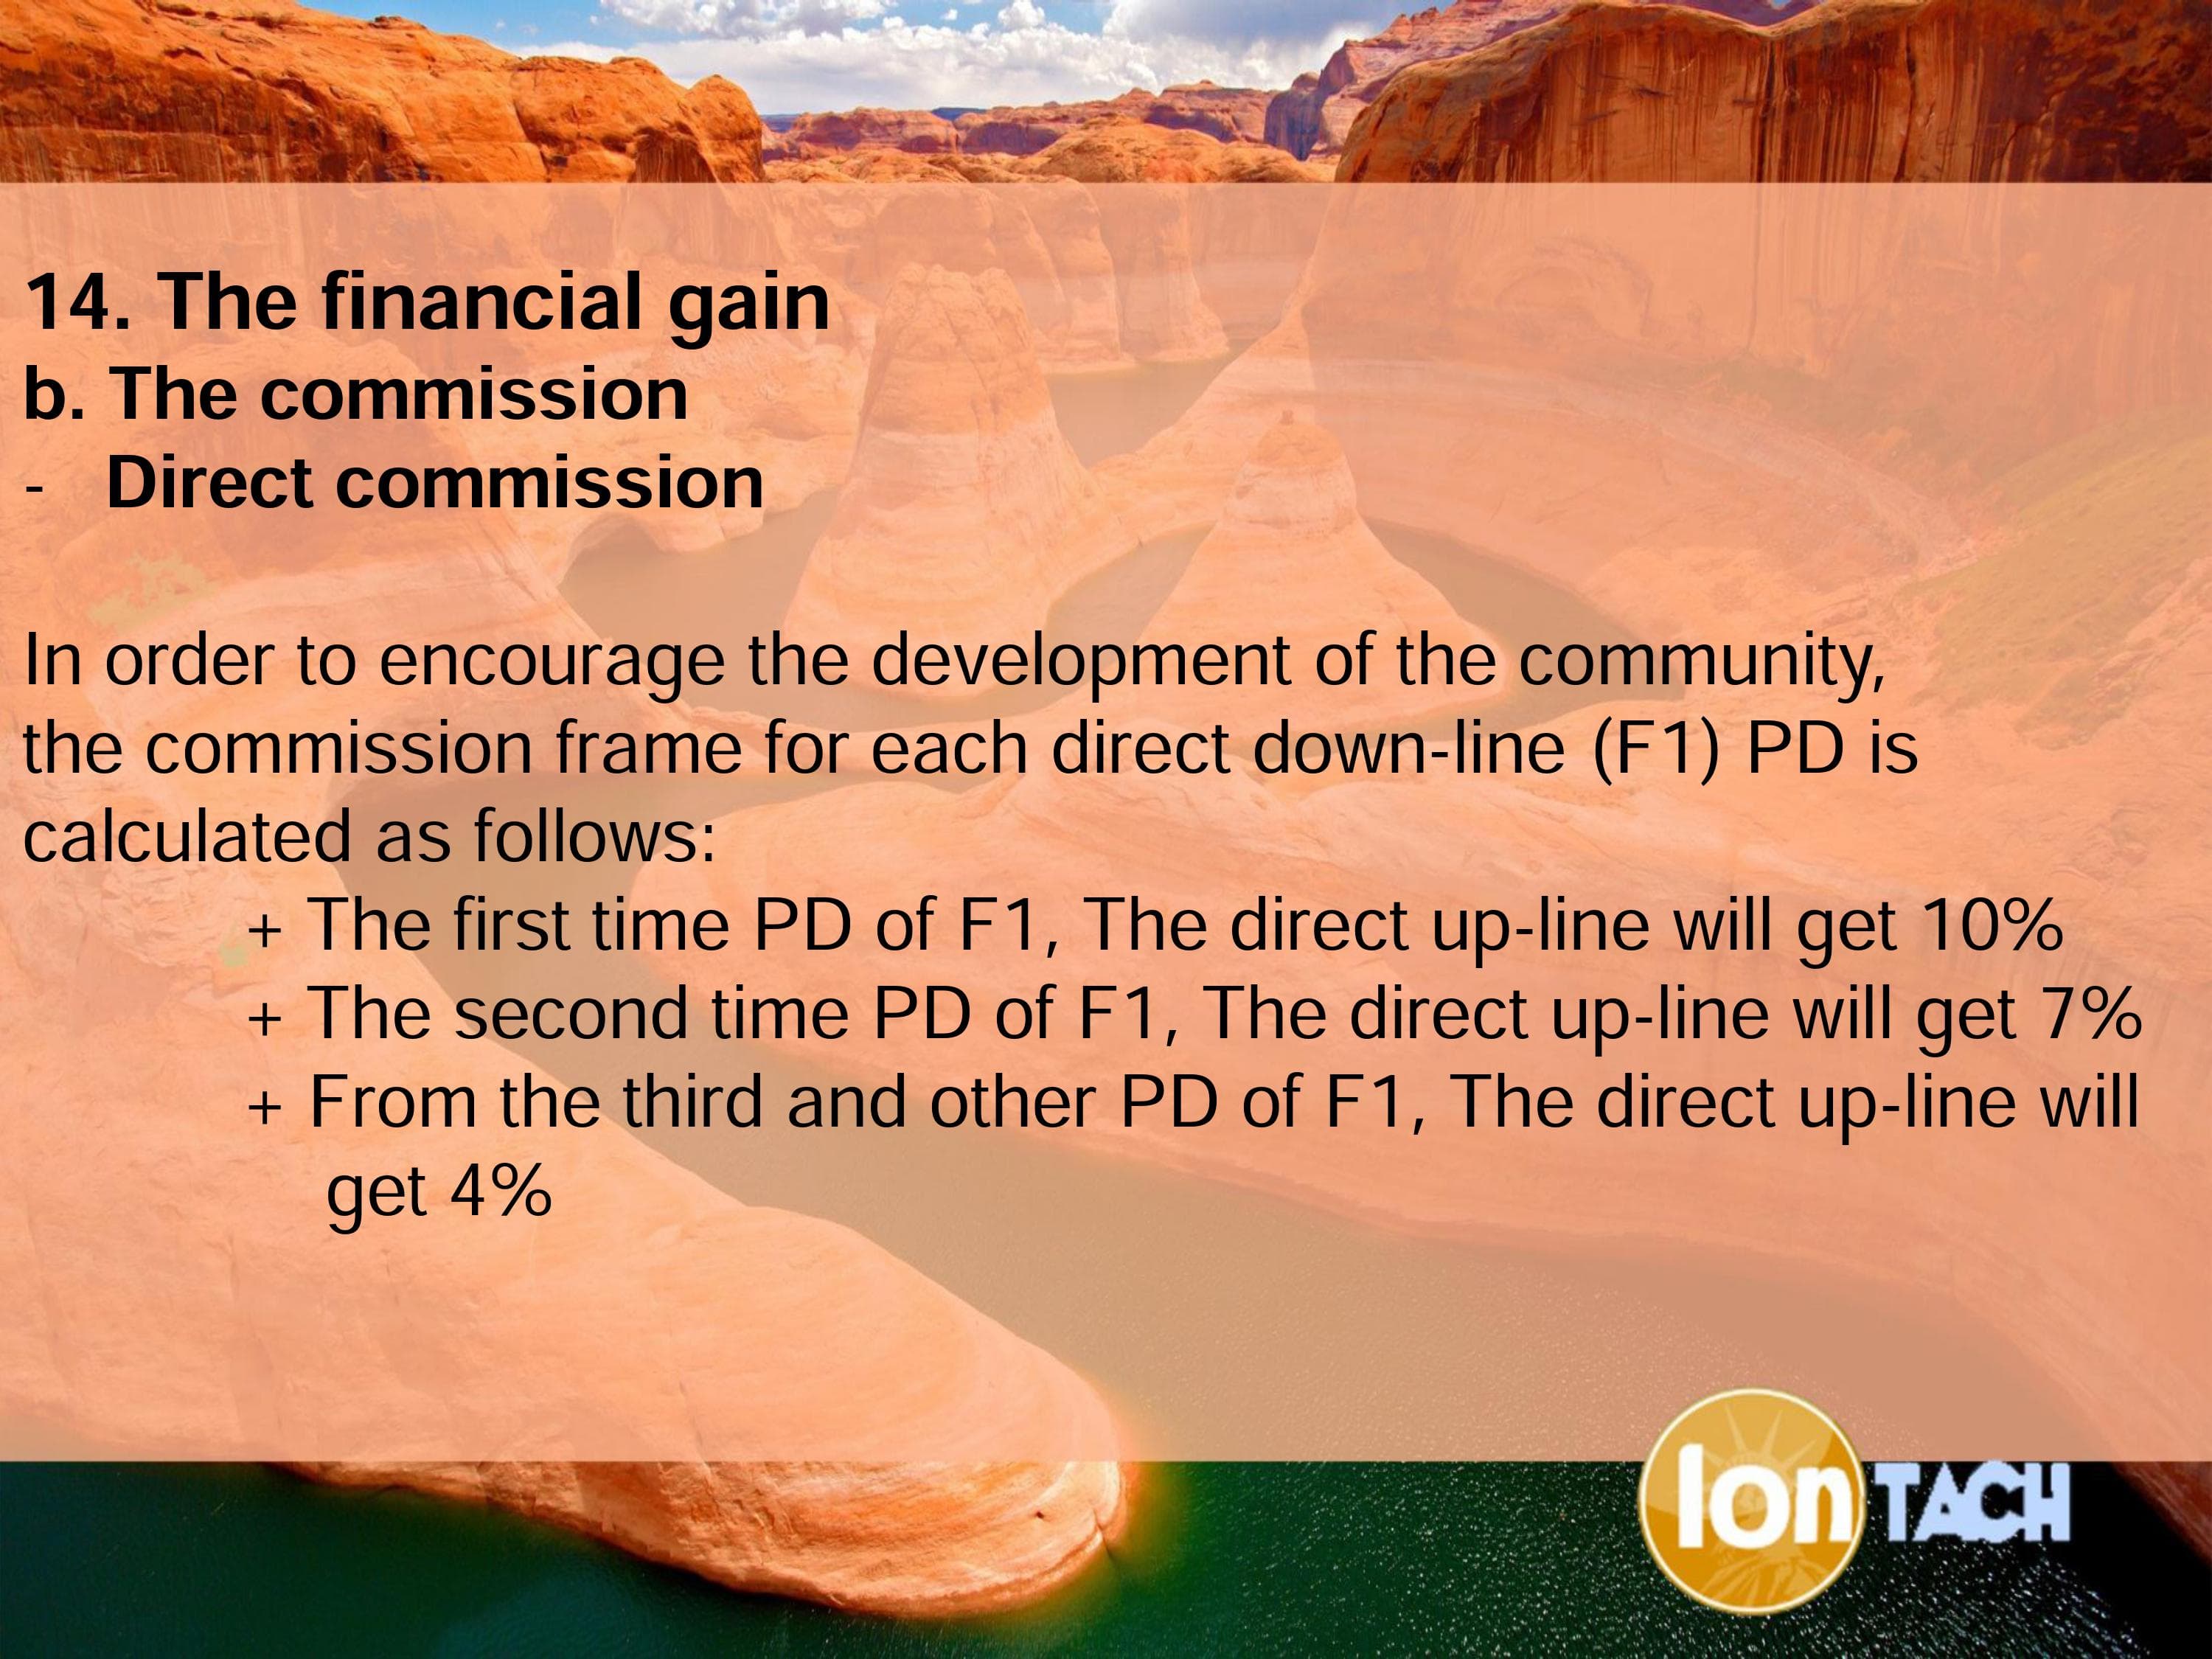 14. The financial gain
b. The commission
- Direct commission
In order to encourage the development of the community,
the commission frame for each direct down-line (F1) PD is
calculated as follows:
+ The first time PD of F1, The direct up-line will get 10%
+ The second time PD of F1, The direct up-line will get 7%
+ From the third and other PD of F1, The direct up-line will
get 4%
Ion TACH